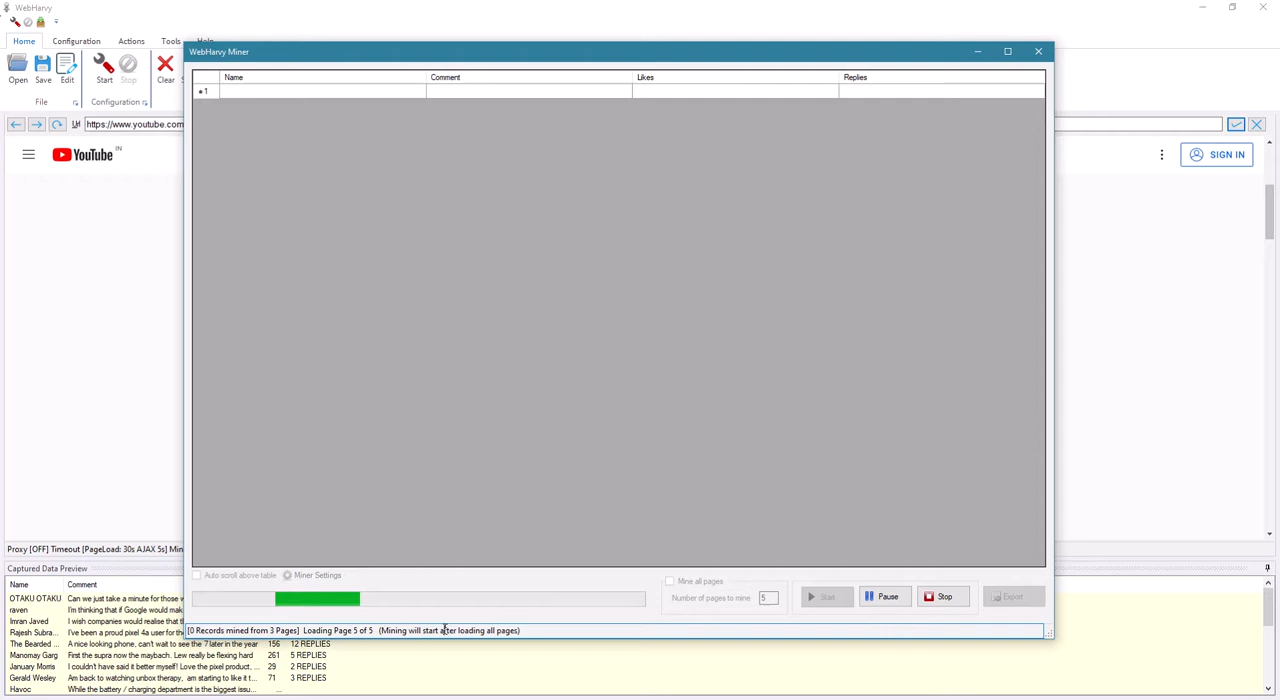 WebHarvy
Home Configuration Actions Tools Help
Open Save Edit Start Stop Clear
File Configuration
Url https://www.youtube.com
YouTube IN
SIGN IN
WebHarvy Miner
Name Comment Likes Replies
1
Auto scroll above table Miner Settings
Mine all pages
Number of pages to mine 5
Start Pause Stop Export
[0 Records mined from 3 Pages] Loading Page 5 of 5 (Mining will start after loading all pages)
Proxy [OFF] Timeout [PageLoad: 30s AJAX 5s] Min
Captured Data Preview
Name Comment
OTAKU OTAKU Can we just take a minute for those w
raven I'm thinking that if Google would mak
Imran Javed I wish companies would realise that th
Rajesh Subra... I've been a proud pixel 4a user for the
The Bearded ... A nice looking phone, can't wait to see the 7 later in the year 156 12 REPLIES
Manomay Garg First the supra now the maybach. Lew really be flexing hard 261 5 REPLIES
January Morris I couldn't have said it better myself! Love the pixel product, ... 29 2 REPLIES
Gerald Wesley Am back to watching unbox therapy, am starting to like it t... 71 3 REPLIES
Havoc While the battery / charging department is the biggest issu... ...